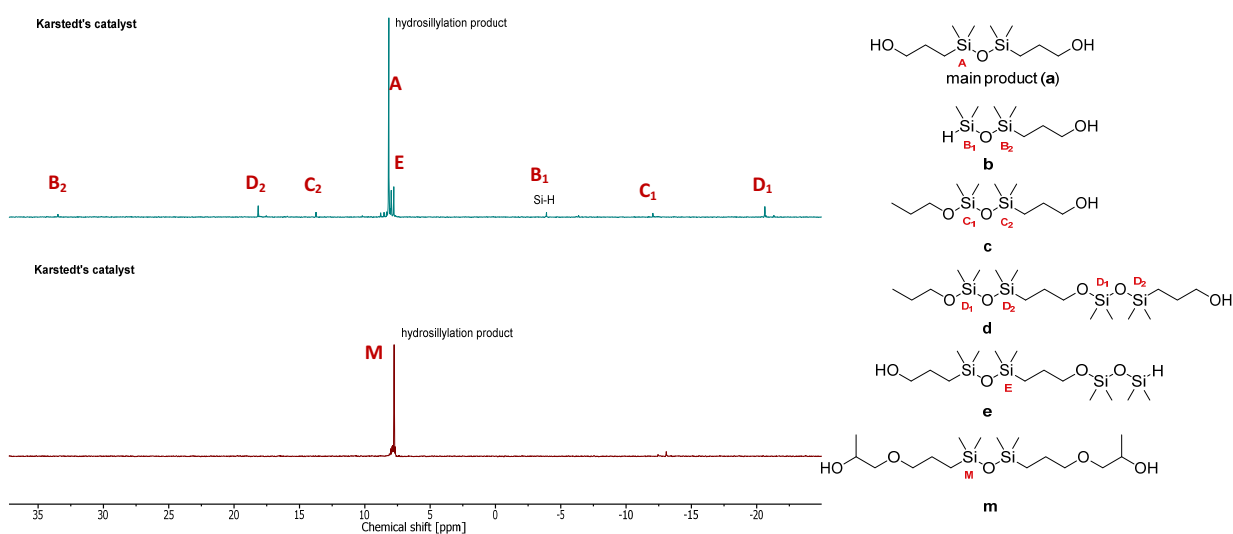 Karstedt's catalyst
hydrosillylation product
A
E
B2
D2
C2
B1
Si-H
C1
D1
Karstedt's catalyst
hydrosillylation product
M
35 30 25 20 15 10 5 0 -5 -10 -15 -20
Chemical shift [ppm]
HO Si O Si OH
A
main product (a)
H Si O Si OH
B1 B2
b
O Si O Si OH
C1 C2
c
O Si O Si O Si O Si OH
D1 D2 D1 D2
d
HO Si O Si O Si O Si H
E
e
HO O Si O Si O OH
M
m